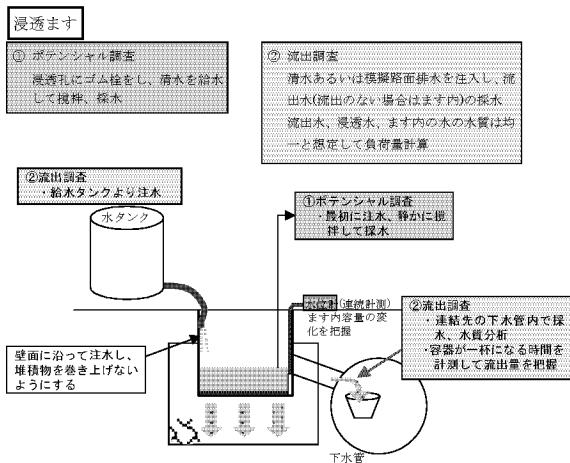 浸透ます
① ポテンシャル調査
浸透孔にゴム栓をし、清水を給水
して撹拌、採水
② 流出調査
清水あるいは模擬路面排水を注入し、流
出水(流出のない場合はます内)の採水
流出水、浸透水、ます内の水の水質は均
一と想定して負荷量計算
②流出調査
・給水タンクより注水
水タンク
①ポテンシャル調査
・最初に注水、静かに撹
拌して採水
水位計(連続計測)
ます内容量の変
化を把握
②流出調査
・連結先の下水管内で採
水、水質分析
・容器が一杯になる時間を
計測して流出量を把握
壁面に沿って注水し、
堆積物を巻き上げない
ようにする
下水管